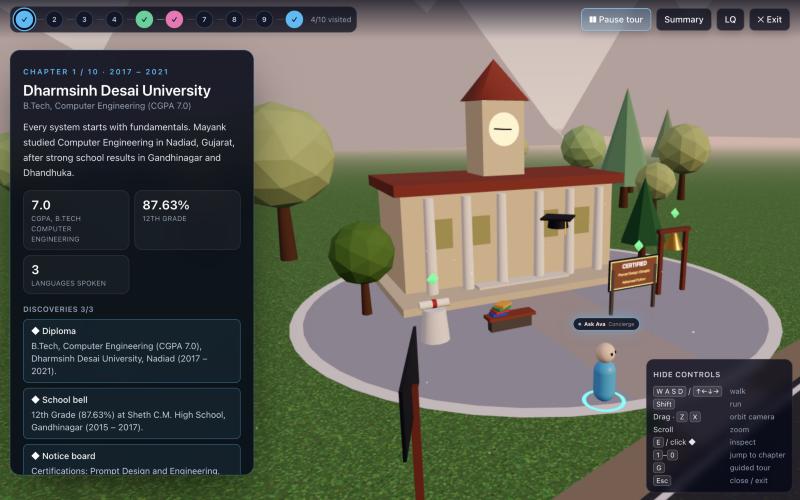 2 3 4 7 8 9 4/10 visited
Pause tour Summary LQ × Exit
CHAPTER 1 / 10 · 2017 – 2021
Dharmsinh Desai University
B.Tech, Computer Engineering (CGPA 7.0)
Every system starts with fundamentals. Mayank
studied Computer Engineering in Nadiad, Gujarat,
after strong school results in Gandhinagar and
Dhandhuka.
7.0
CGPA, B.TECH
COMPUTER
ENGINEERING
87.63%
12TH GRADE
3
LANGUAGES SPOKEN
DISCOVERIES 3/3
◆ Diploma
B.Tech, Computer Engineering (CGPA 7.0),
Dharmsinh Desai University, Nadiad (2017 –
2021).
◆ School bell
12th Grade (87.63%) at Sheth C.M. High School,
Gandhinagar (2015 – 2017).
◆ Notice board
Certifications: Prompt Design and Engineering,
CERTIFIED
Ask Ava Concierge
HIDE CONTROLS
W A S D / ↑←↓→ walk
Shift run
Drag · Z X orbit camera
Scroll zoom
E / click ◆ inspect
1 – 0 jump to chapter
G guided tour
Esc close / exit